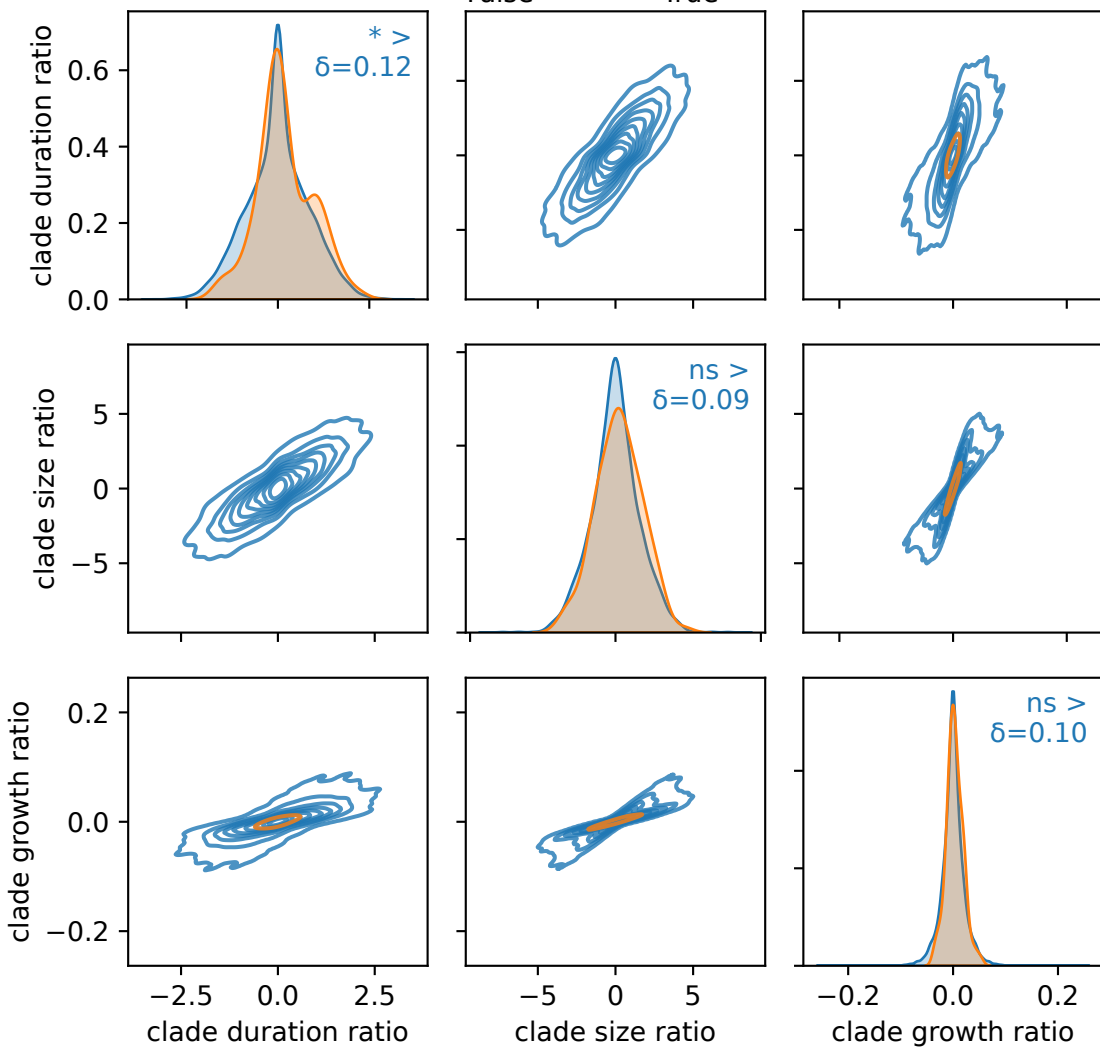 clade duration ratio
0.6
0.4
0.2
0.0
* >
δ=0.12
clade size ratio
5
0
−5
ns >
δ=0.09
clade growth ratio
0.2
0.0
−0.2
ns >
δ=0.10
−2.5 0.0 2.5
clade duration ratio
−5 0 5
clade size ratio
−0.2 0.0 0.2
clade growth ratio